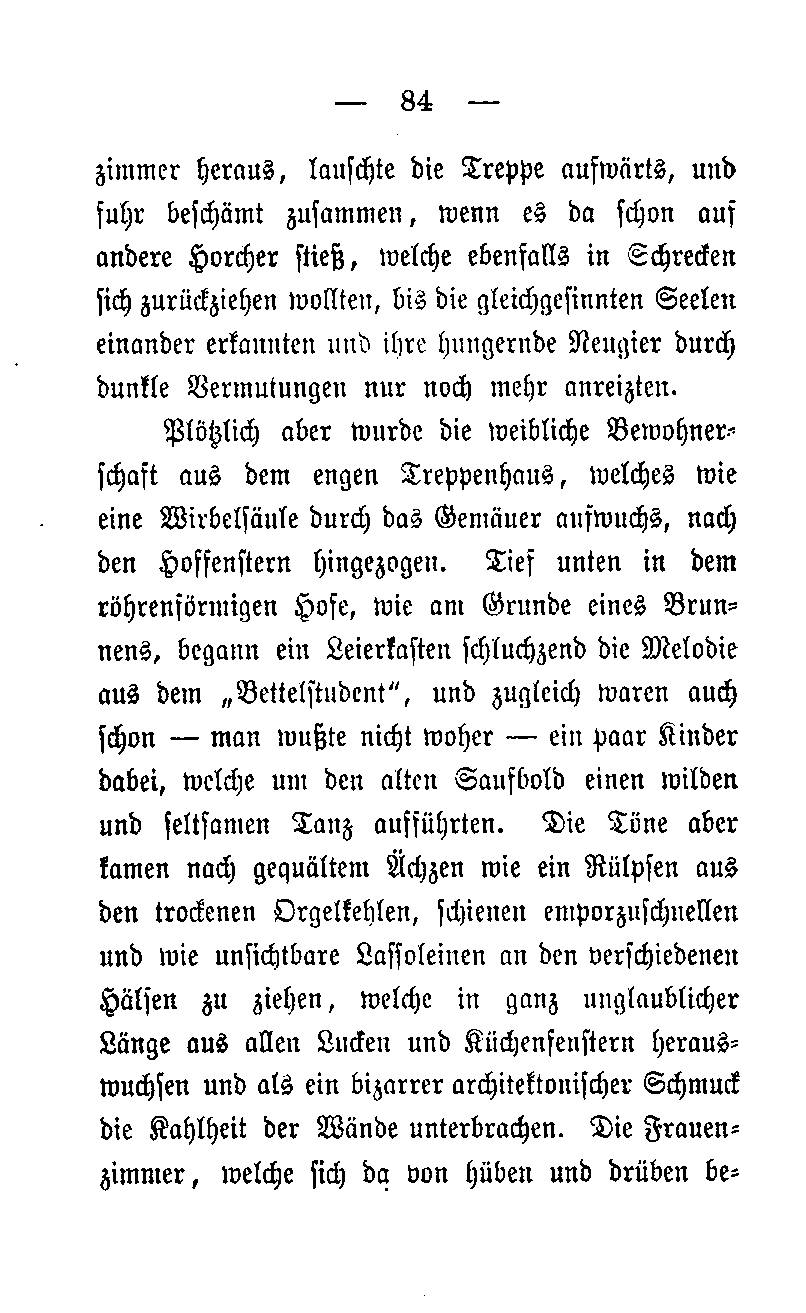 — 84 —
zimmer heraus, lauschte die Treppe aufwärts, und
fuhr beschämt zusammen, wenn es da schon auf
andere Horcher stieß, welche ebenfalls in Schrecken
sich zurückziehen wollten, bis die gleichgesinnten Seelen
einander erkannten und ihre hungernde Neugier durch
dunkle Vermutungen nur noch mehr anreizten.
Plötzlich aber wurde die weibliche Bewohner-
schaft aus dem engen Treppenhaus, welches wie
eine Wirbelsäule durch das Gemäuer aufwuchs, nach
den Hoffenstern hingezogen. Tief unten in dem
röhrenförmigen Hofe, wie am Grunde eines Brun-
nens, begann ein Leierkasten schluchzend die Melodie
aus dem „Bettelstudent“, und zugleich waren auch
schon — man wußte nicht woher — ein paar Kinder
dabei, welche um den alten Saufbold einen wilden
und seltsamen Tanz aufführten. Die Töne aber
kamen nach gequältem Ächzen wie ein Rülpsen aus
den trockenen Orgelkehlen, schienen emporzuschnellen
und wie unsichtbare Lassoleinen an den verschiedenen
Hälsen zu ziehen, welche in ganz unglaublicher
Länge aus allen Lucken und Küchenfenstern heraus-
wuchsen und als ein bizarrer architektonischer Schmuck
die Kahlheit der Wände unterbrachen. Die Frauen-
zimmer, welche sich da von hüben und drüben be-